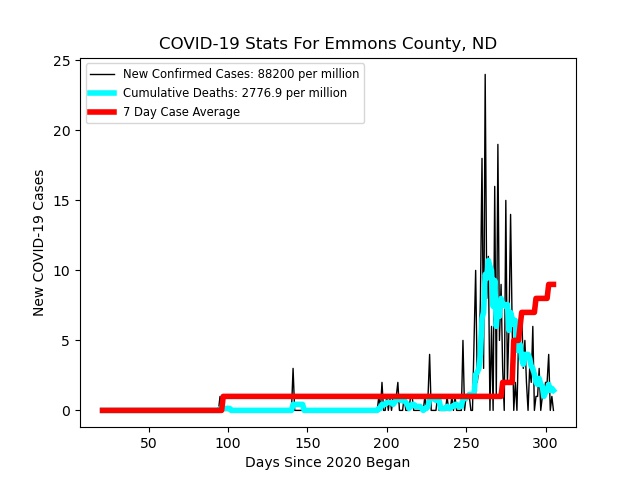 COVID-19 Stats For Emmons County, ND
New Confirmed Cases: 88200 per million
Cumulative Deaths: 2776.9 per million
7 Day Case Average
New COVID-19 Cases
25
20
15
10
5
0
50 100 150 200 250 300
Days Since 2020 Began